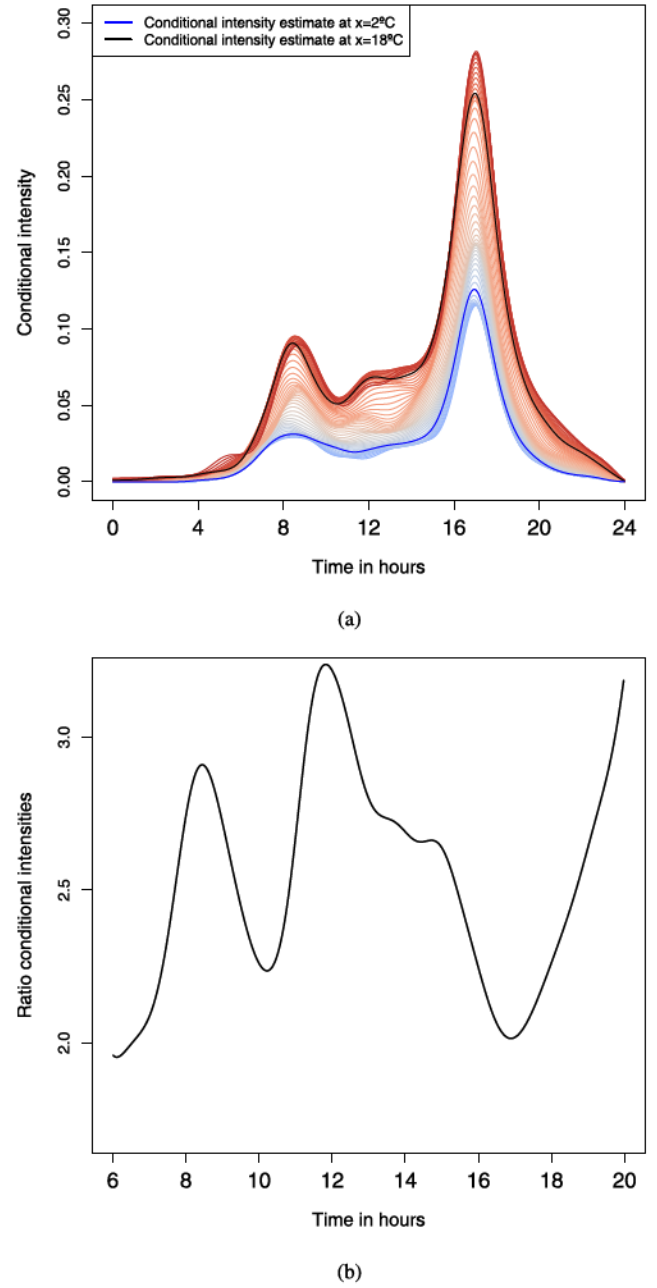 Conditional intensity estimate at x=2ºC
Conditional intensity estimate at x=18ºC
Conditional intensity
0.30
0.25
0.20
0.15
0.10
0.05
0.00
0 4 8 12 16 20 24
Time in hours
(a)
Ratio conditional intensities
3.0
2.5
2.0
6 8 10 12 14 16 18 20
Time in hours
(b)